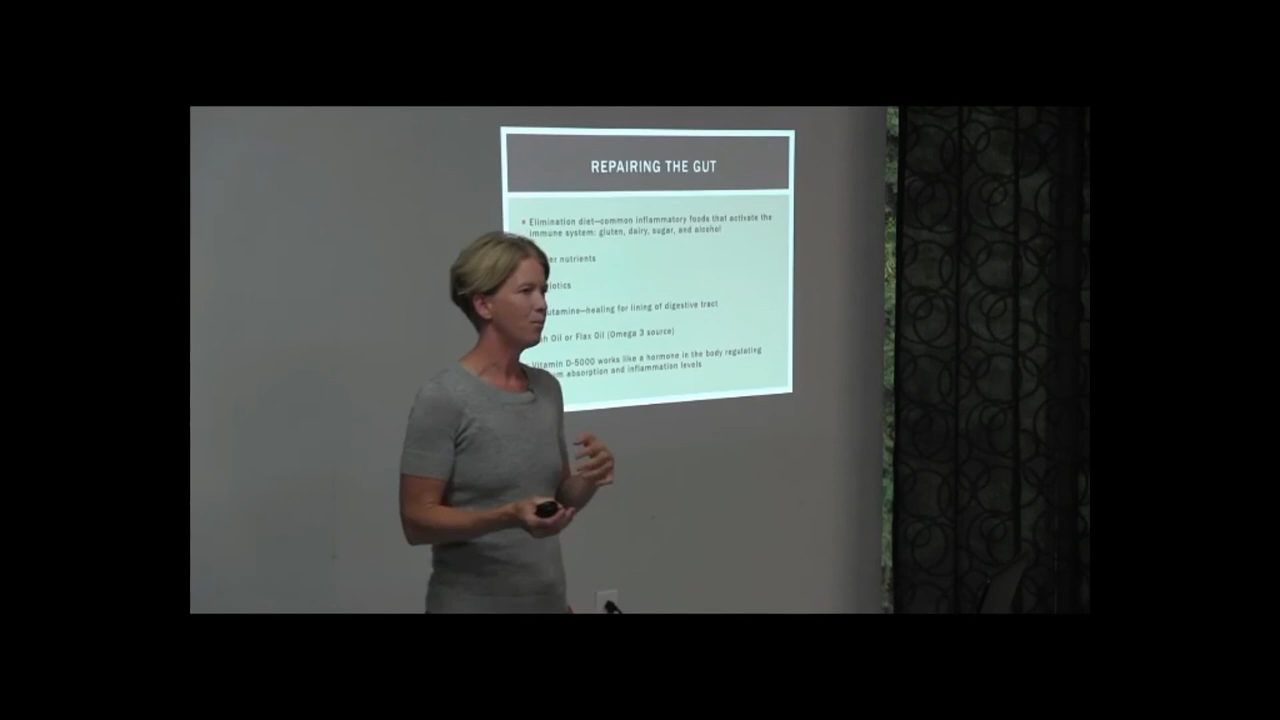 REPAIRING THE GUT
Elimination diet—common inflammatory foods that activate the
immune system: gluten, dairy, sugar, and alcohol
nutrients
Oil or Flax Oil (Omega 3 source)
Vitamin D-5000 works like a hormone in the body regulating
absorption and inflammation levels
healing for lining of digestive tract